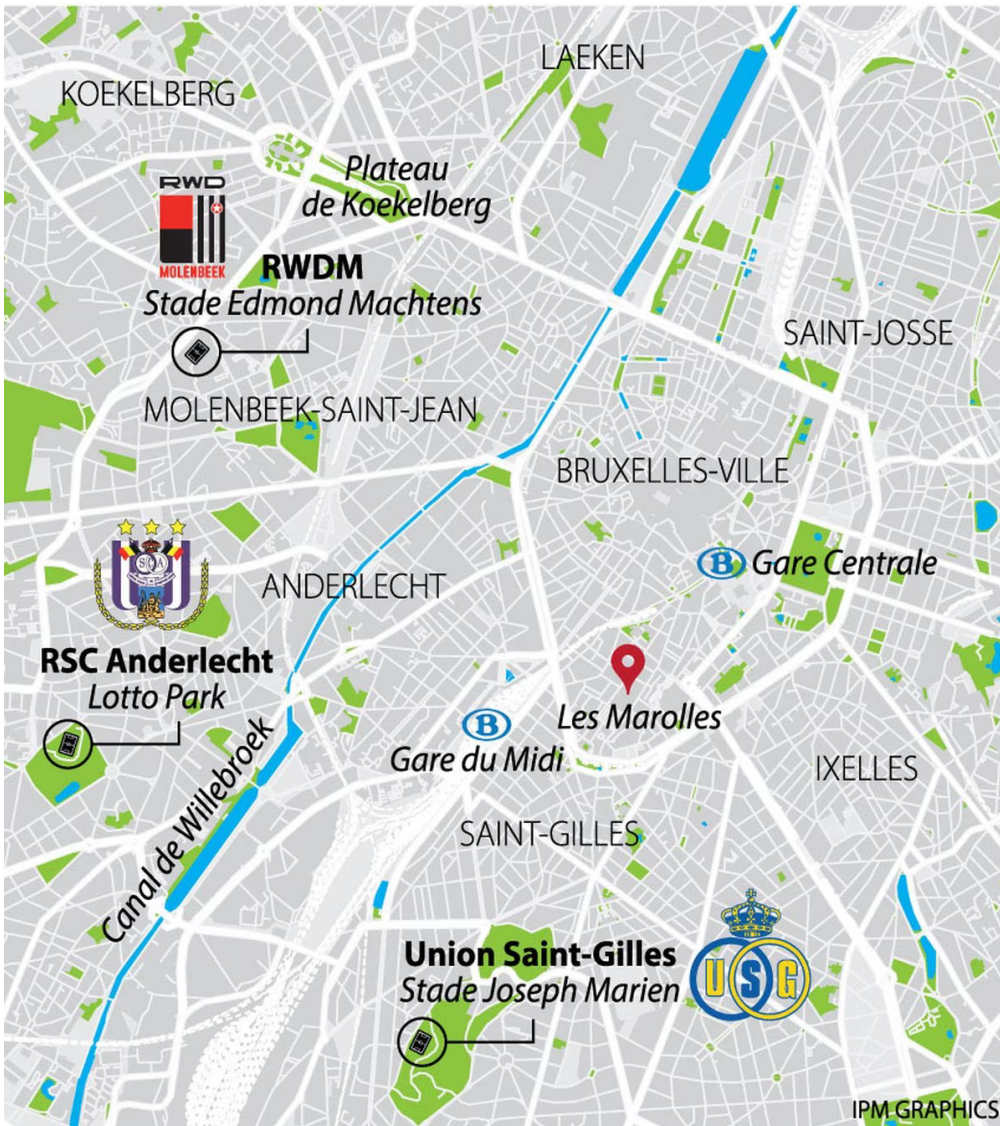 LAEKEN
KOEKELBERG
Plateau
de Koekelberg
RWD
MOLENBEEK
RWDM
Stade Edmond Machtens
SAINT-JOSSE
MOLENBEEK-SAINT-JEAN
BRUXELLES-VILLE
B
Gare Centrale
SCA
ANDERLECHT
RSC Anderlecht
Lotto Park
Les Marolles
B
Gare du Midi
Canal de Willebroek
IXELLES
SAINT-GILLES
Union Saint-Gilles
Stade Joseph Marien
USG
IPM GRAPHICS